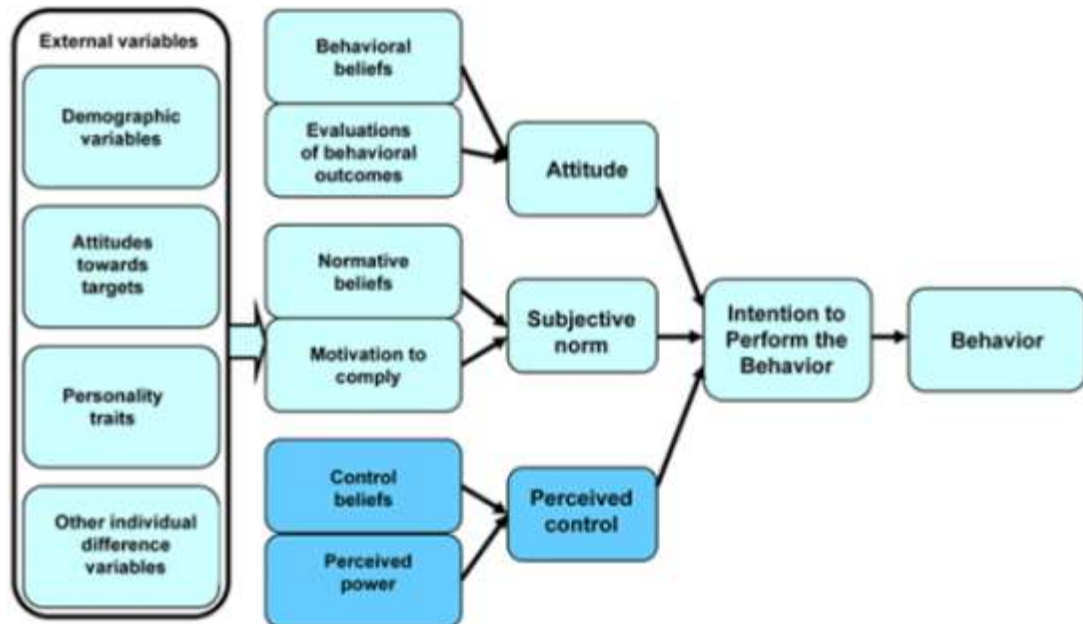 External variables
Demographic
variables
Attitudes
towards
targets
Personality
traits
Other individual
difference
variables
Behavioral
beliefs
Evaluations
of behavioral
outcomes
Normative
beliefs
Motivation to
comply
Control
beliefs
Perceived
power
Attitude
Subjective
norm
Perceived
control
Intention to
Perform the
Behavior
Behavior